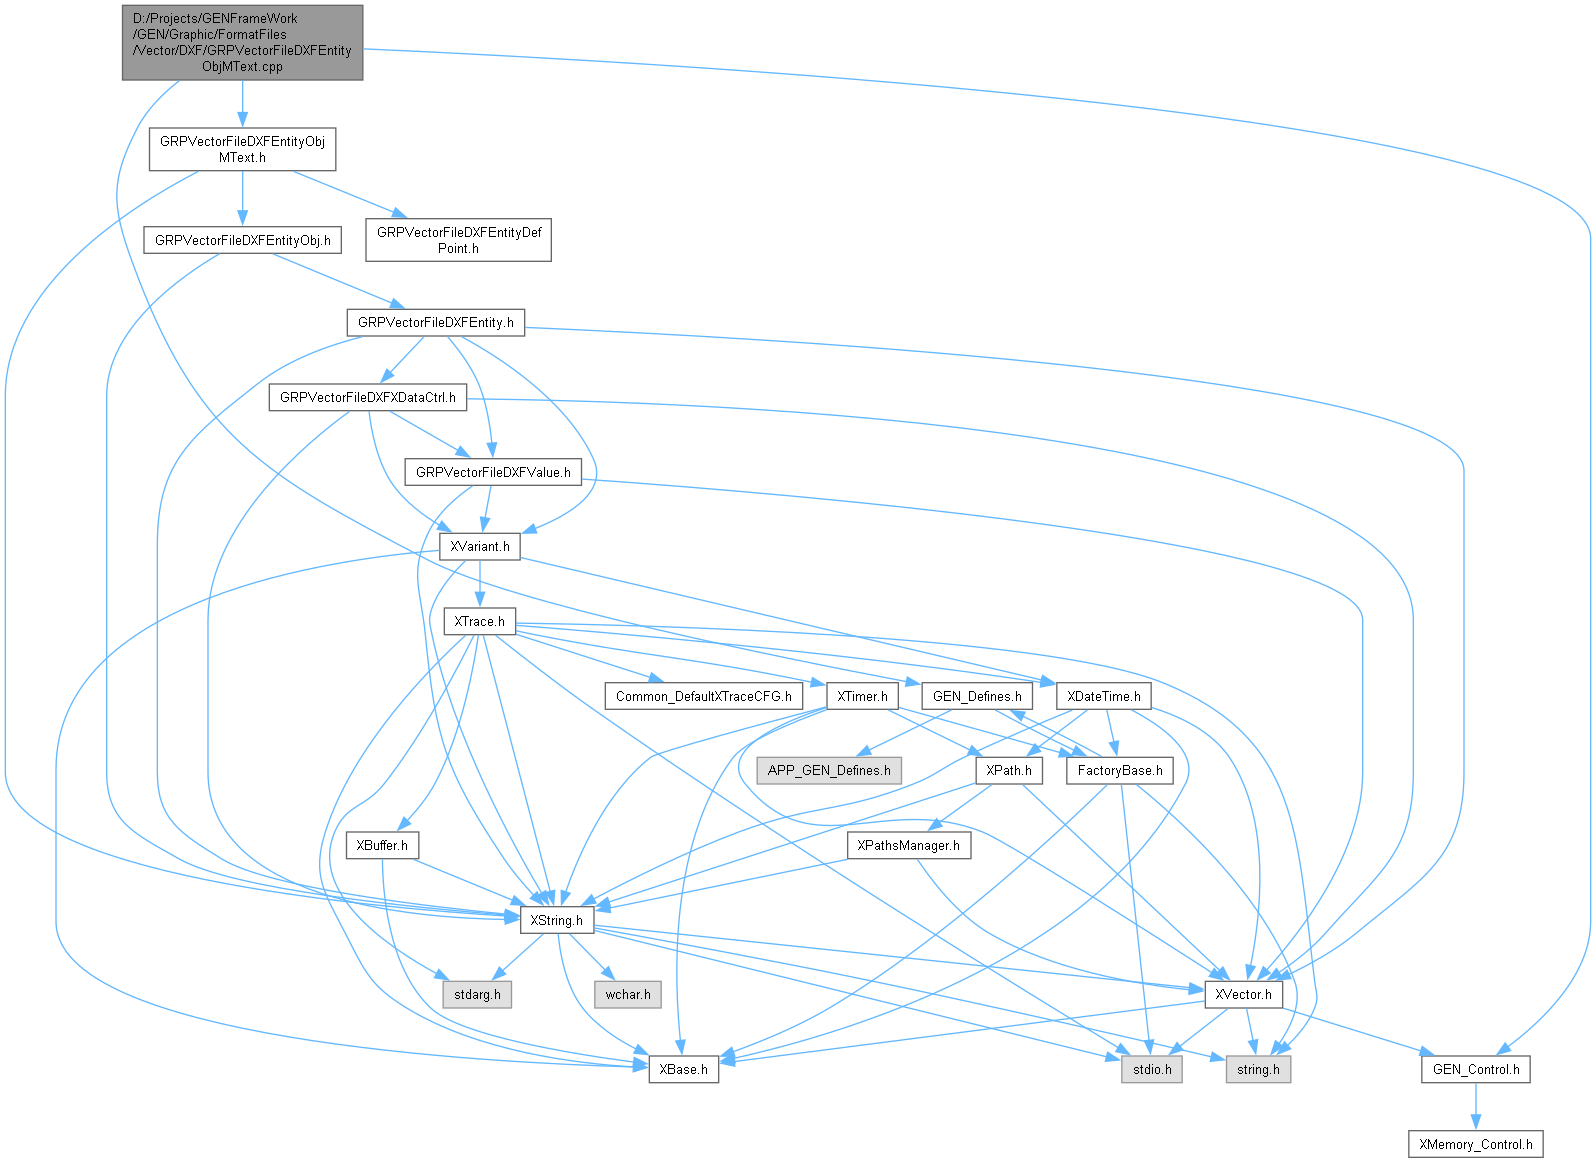 D:/Projects/GENFrameWork
/GEN/Graphic/FormatFiles
/Vector/DXF/GRPVectorFileDXFEntity
ObjMText.cpp
GRPVectorFileDXFEntityObj
MText.h
GRPVectorFileDXFEntityObj.h
GRPVectorFileDXFEntityDef
Point.h
GRPVectorFileDXFEntity.h
GRPVectorFileDXFXDataCtrl.h
GRPVectorFileDXFValue.h
XVariant.h
XTrace.h
Common_DefaultXTraceCFG.h
XTimer.h
GEN_Defines.h
XDateTime.h
APP_GEN_Defines.h
XPath.h
FactoryBase.h
XBuffer.h
XPathsManager.h
XString.h
stdarg.h
wchar.h
XVector.h
XBase.h
stdio.h
string.h
GEN_Control.h
XMemory_Control.h